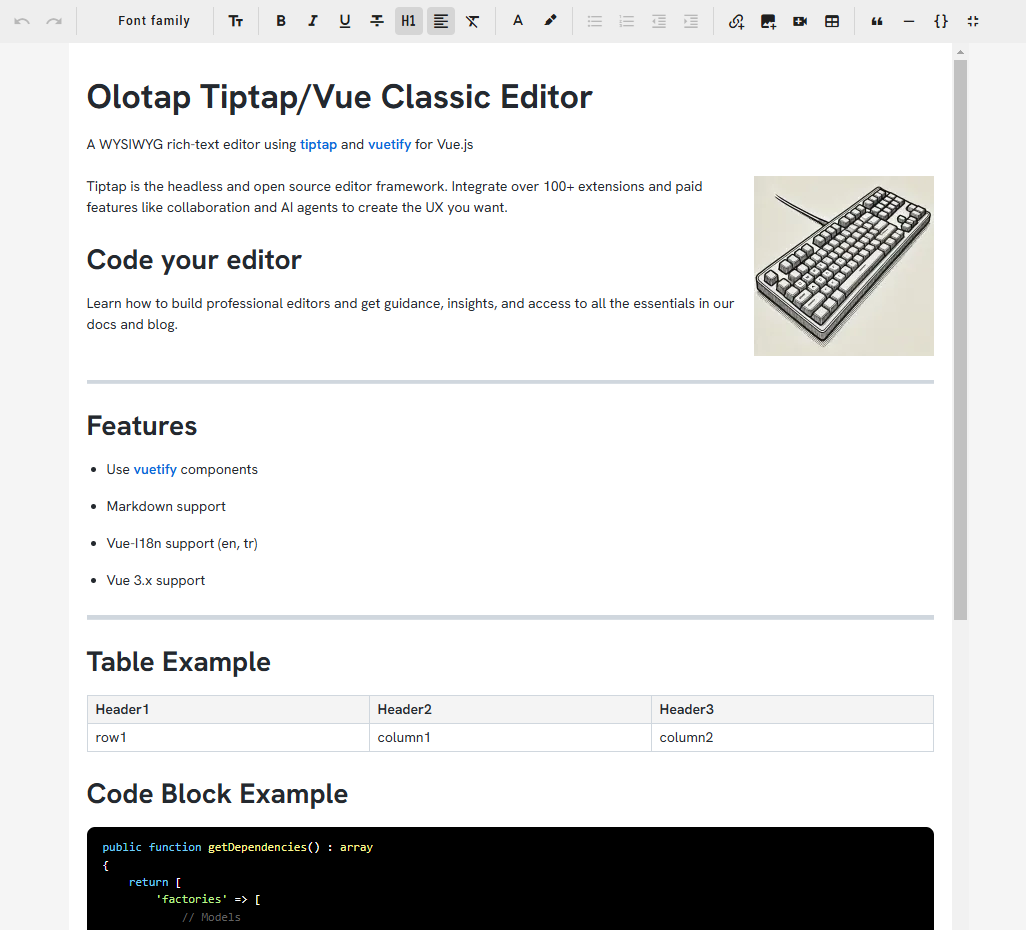 Font family
B I U H1 A
Olotap Tiptap/Vue Classic Editor
A WYSIWYG rich-text editor using tiptap and vuetify for Vue.js
Tiptap is the headless and open source editor framework. Integrate over 100+ extensions and paid
features like collaboration and AI agents to create the UX you want.
Code your editor
Learn how to build professional editors and get guidance, insights, and access to all the essentials in our
docs and blog.
Features
• Use vuetify components
• Markdown support
• Vue-I18n support (en, tr)
• Vue 3.x support
Table Example
Header1 Header2 Header3
row1 column1 column2
Code Block Example
public function getDependencies() : array
{
    return [
        'factories' => [
            // Models